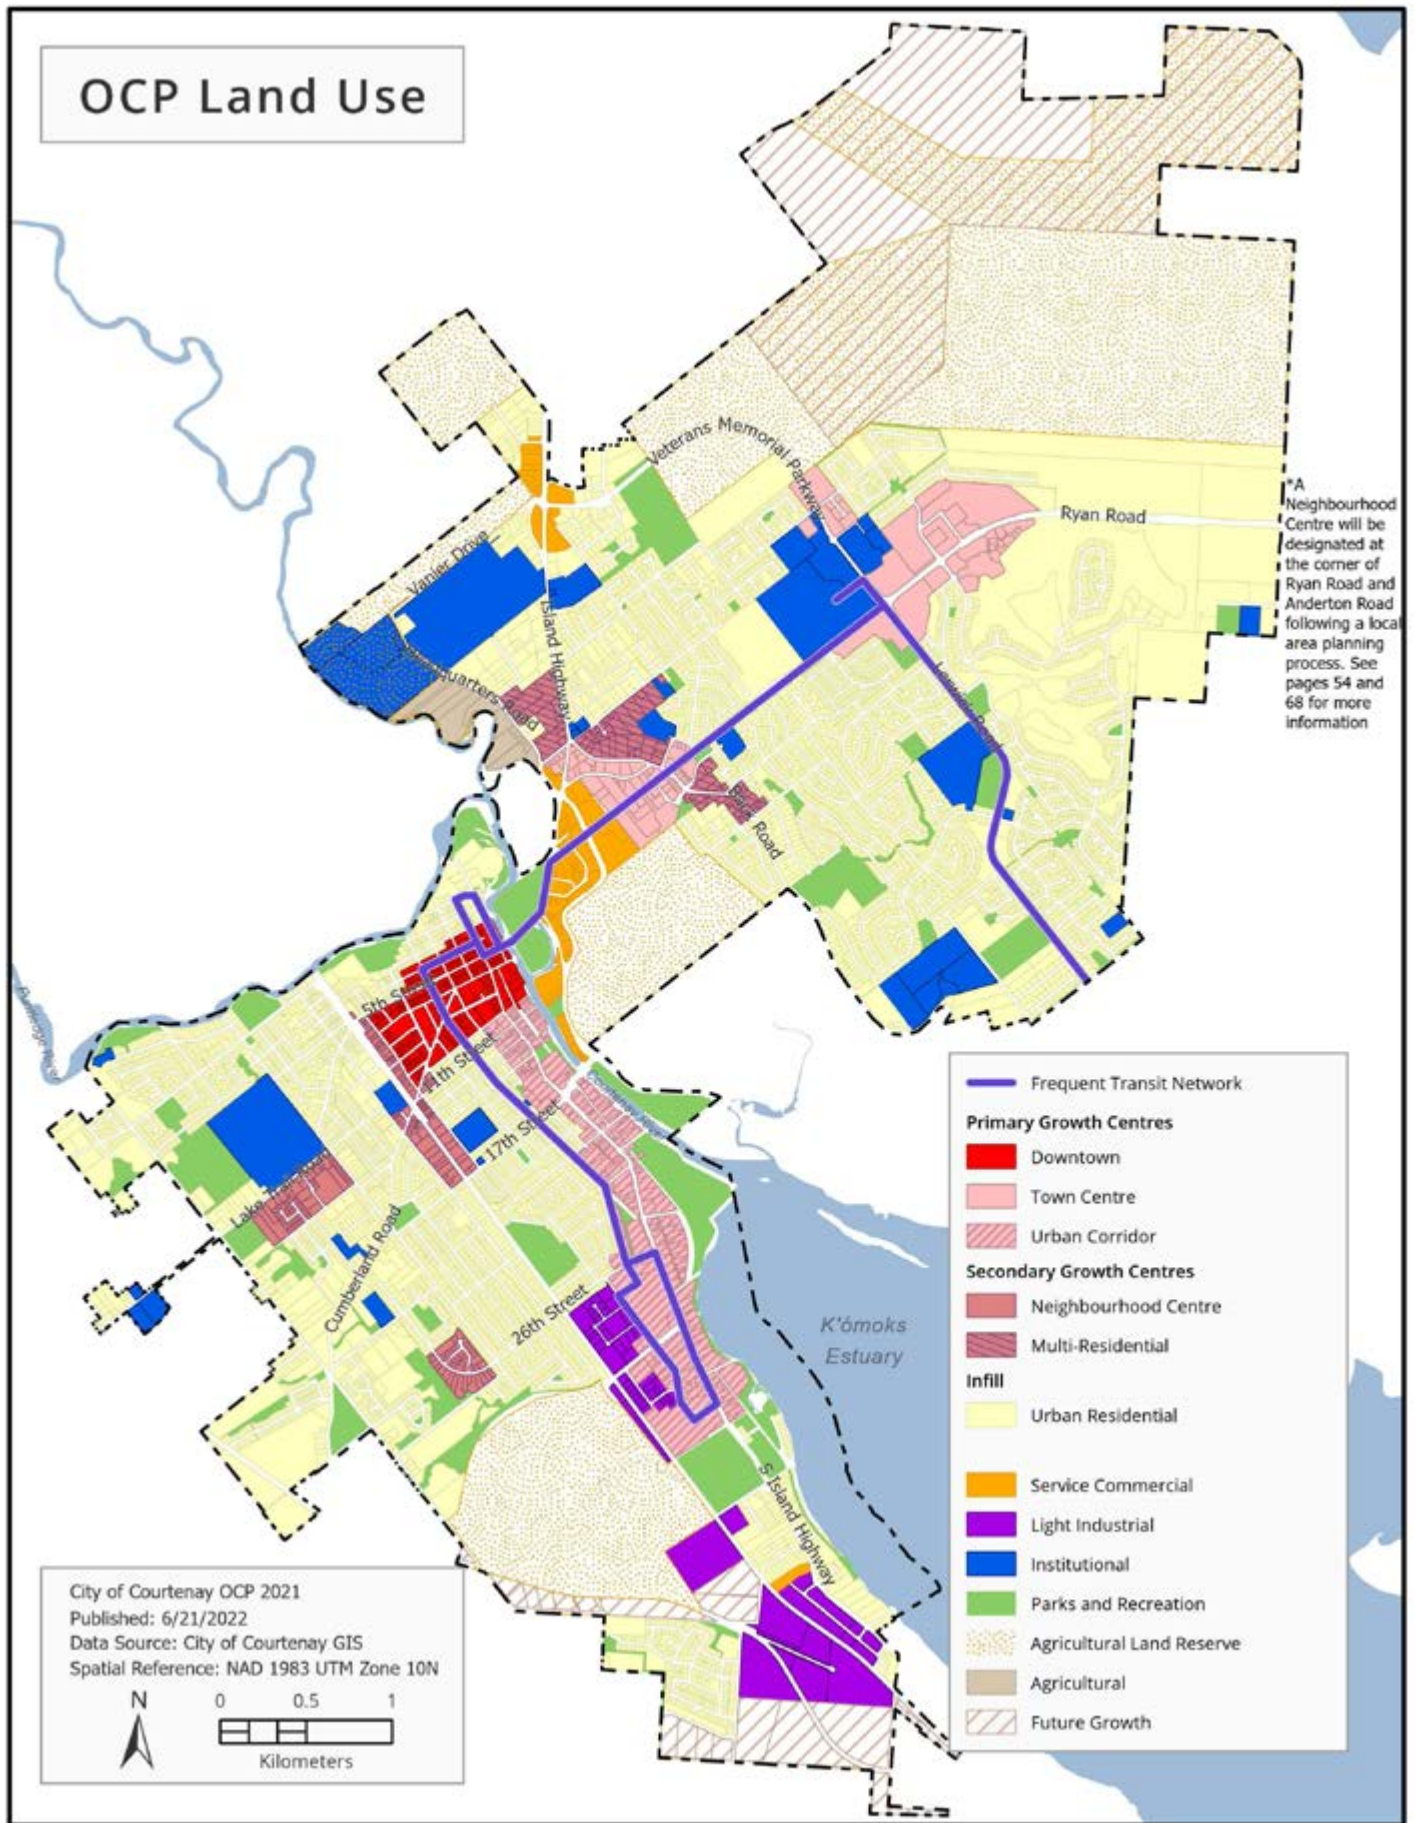 OCP Land Use
Veterans Memorial Parkway
Ryan Road
*A
Neighbourhood
Centre will be
designated at
the corner of
Ryan Road and
Anderton Road
following a local
area planning
process. See
pages 54 and
68 for more
information
Vanier Drive
Island Highway
Road
Road
5th Street
11th Street
17th Street
Courtenay River
Cumberland Road
26th Street
K'ómoks
Estuary
S Island Highway
Frequent Transit Network
Primary Growth Centres
Downtown
Town Centre
Urban Corridor
Secondary Growth Centres
Neighbourhood Centre
Multi-Residential
Infill
Urban Residential
Service Commercial
Light Industrial
Institutional
Parks and Recreation
Agricultural Land Reserve
Agricultural
Future Growth
City of Courtenay OCP 2021
Published: 6/21/2022
Data Source: City of Courtenay GIS
Spatial Reference: NAD 1983 UTM Zone 10N
N
0 0.5 1
Kilometers